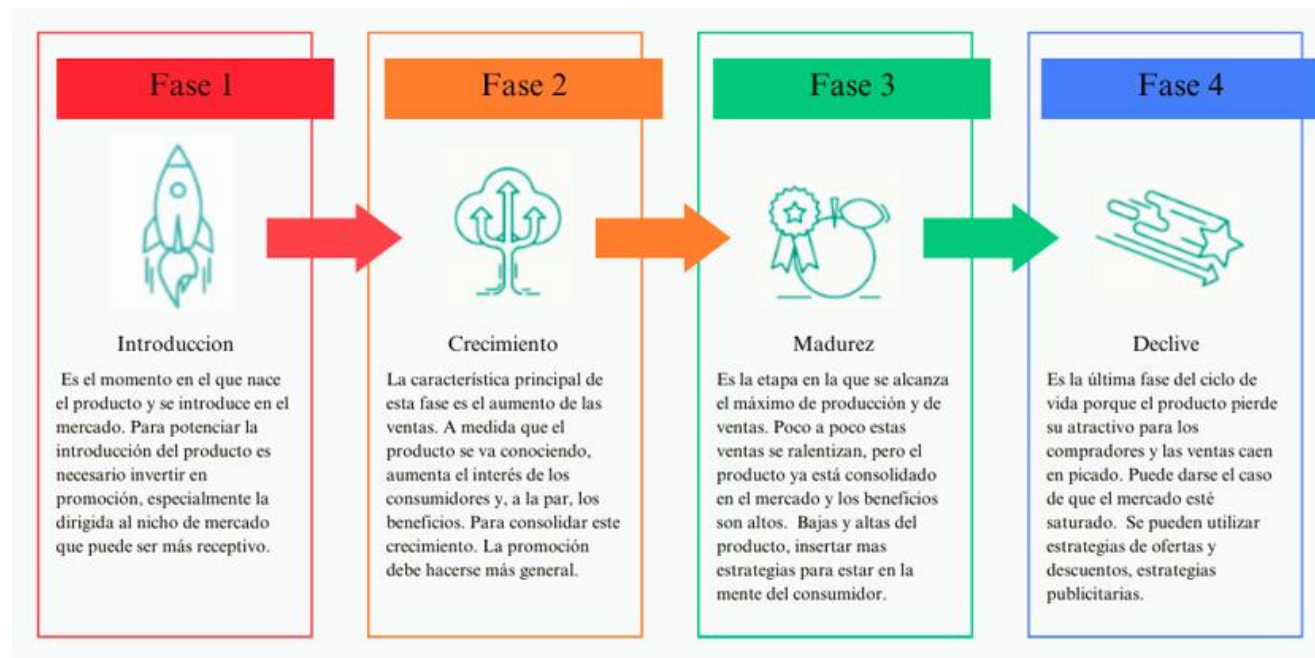 Fase 1
Introduccion
Es el momento en el que nace
el producto y se introduce en el
mercado. Para potenciar la
introducción del producto es
necesario invertir en
promoción, especialmente la
dirigida al nicho de mercado
que puede ser más receptivo.
Fase 2
Crecimiento
La característica principal de
esta fase es el aumento de las
ventas. A medida que el
producto se va conociendo,
aumenta el interés de los
consumidores y, a la par, los
beneficios. Para consolidar este
crecimiento. La promoción
debe hacerse más general.
Fase 3
Madurez
Es la etapa en la que se alcanza
el máximo de producción y de
ventas. Poco a poco estas
ventas se ralentizan, pero el
producto ya está consolidado
en el mercado y los beneficios
son altos.  Bajas y altas del
producto, insertar mas
estrategias para estar en la
mente del consumidor.
Fase 4
Declive
Es la última fase del ciclo de
vida porque el producto pierde
su atractivo para los
compradores y las ventas caen
en picado. Puede darse el caso
de que el mercado esté
saturado.  Se pueden utilizar
estrategias de ofertas y
descuentos, estrategias
publicitarias.